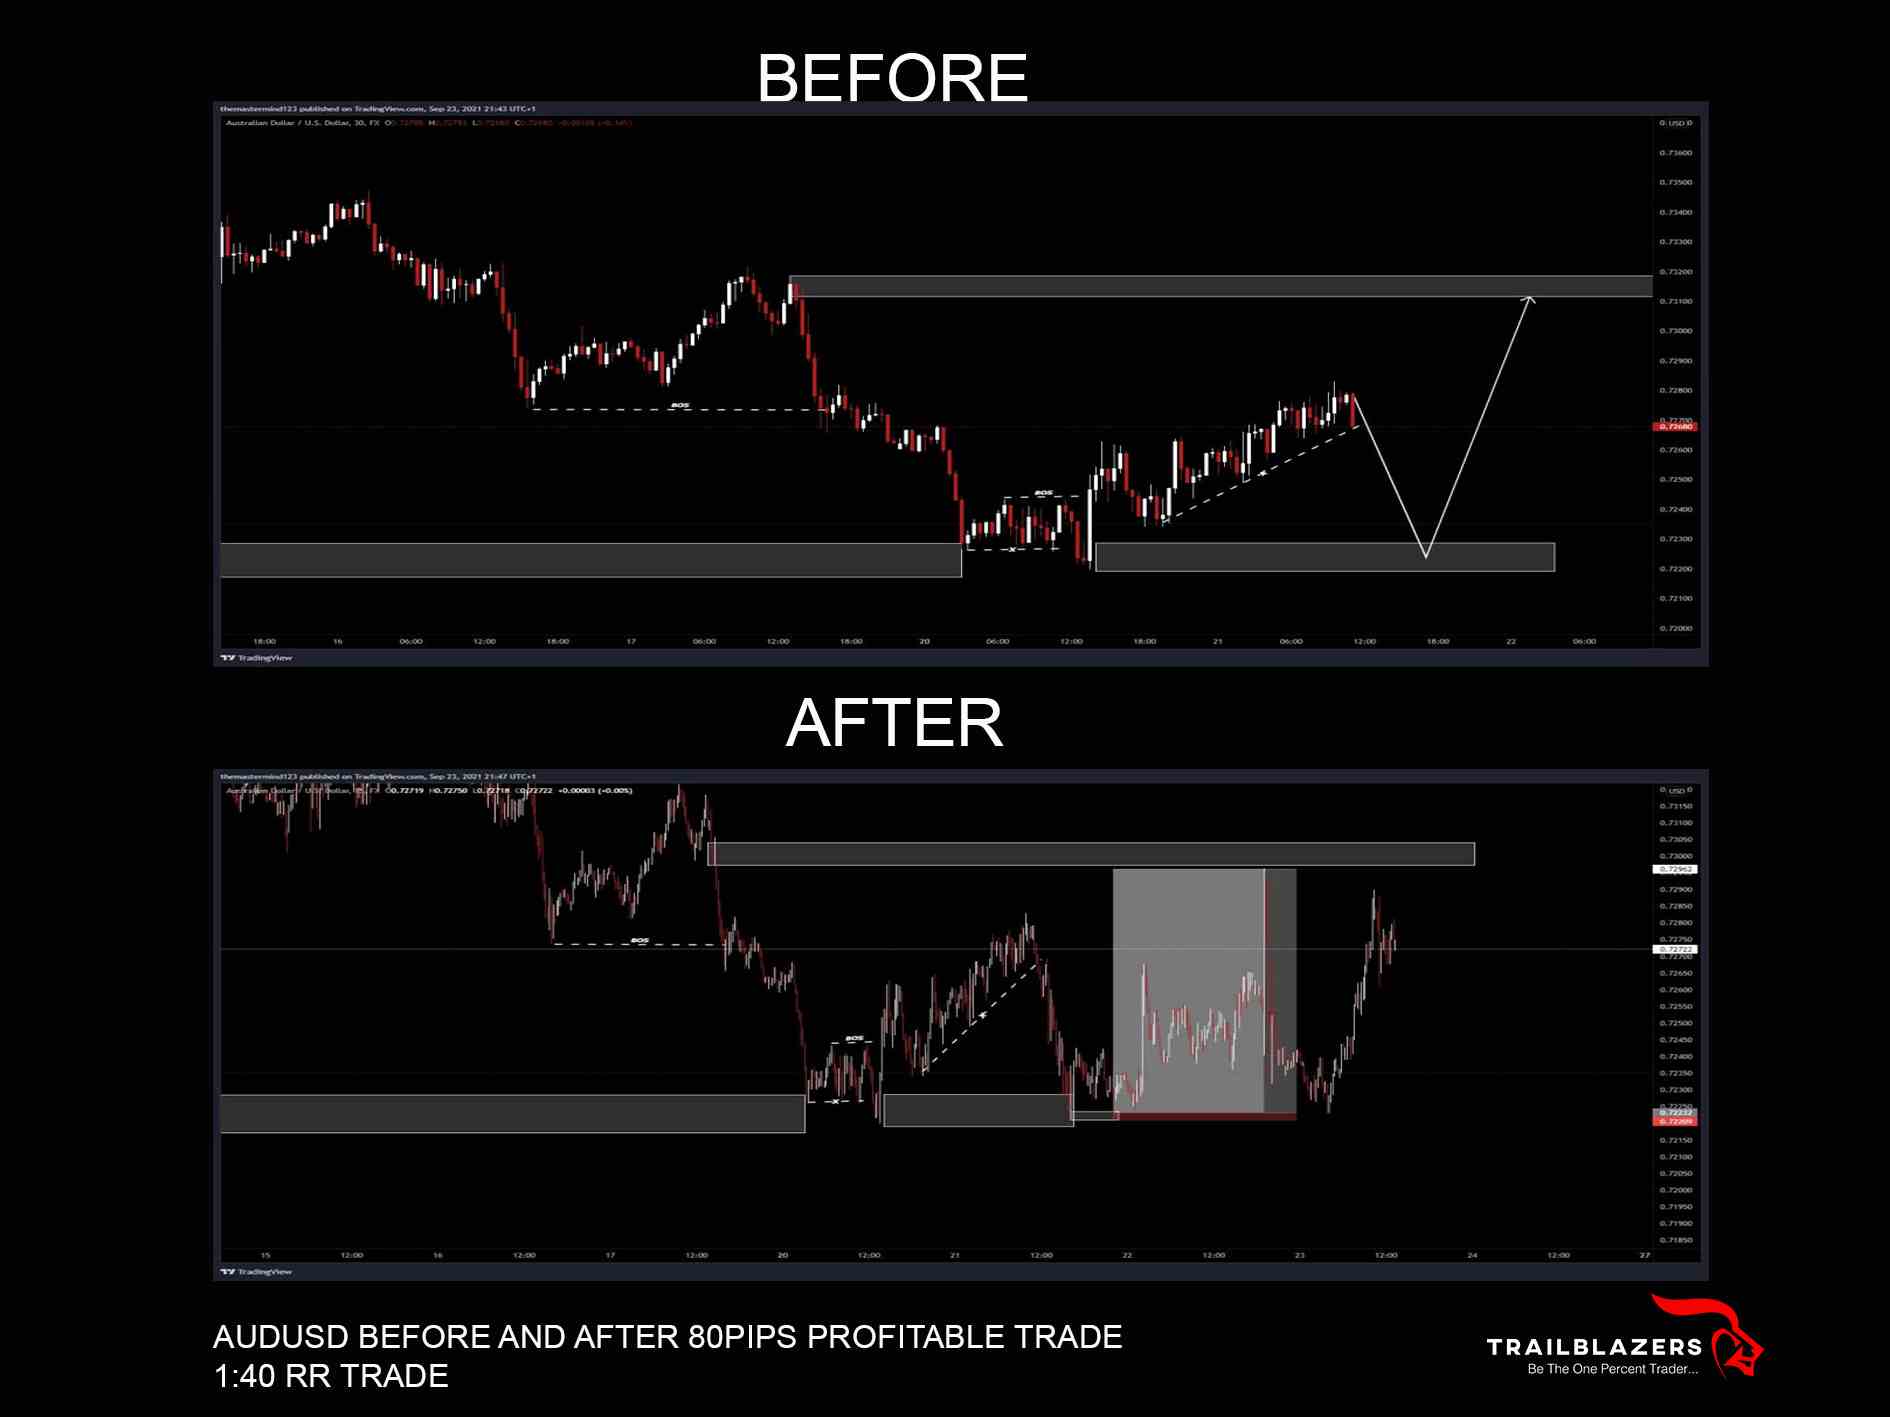 BEFORE
themastermind123 published on TradingView.com, Sep 23, 2021 21:43 UTC+1
Australian Dollar / U.S. Dollar, 30, FX
USD
0.73600
0.73500
0.73400
0.73300
0.73200
0.73100
0.73000
0.72900
0.72800
0.72700
0.72680
0.72600
0.72500
0.72400
0.72300
0.72200
0.72100
0.72000
BOS
BOS
x
18:00 16 06:00 12:00 18:00 17 06:00 12:00 18:00 20 06:00 12:00 18:00 21 06:00 12:00 18:00 22 06:00
TradingView
AFTER
themastermind123 published on TradingView.com, Sep 23, 2021 21:47 UTC+1
Australian Dollar / U.S. Dollar, FX O0.72719 H0.72750 L0.72718 C0.72722 +0.00003 (+0.00%)
USD
0.73150
0.73100
0.73050
0.73000
0.72962
0.72900
0.72850
0.72800
0.72750
0.72722
0.72700
0.72650
0.72600
0.72550
0.72500
0.72450
0.72400
0.72350
0.72300
0.72250
0.72232
0.72209
0.72150
0.72100
0.72050
0.72000
0.71950
0.71900
0.71850
BOS
BOS
x
15 12:00 16 12:00 17 12:00 20 12:00 21 12:00 22 12:00 23 12:00 24 12:00 27
TradingView
AUDUSD BEFORE AND AFTER 80PIPS PROFITABLE TRADE
1:40 RR TRADE
TRAILBLAZERS
Be The One Percent Trader...